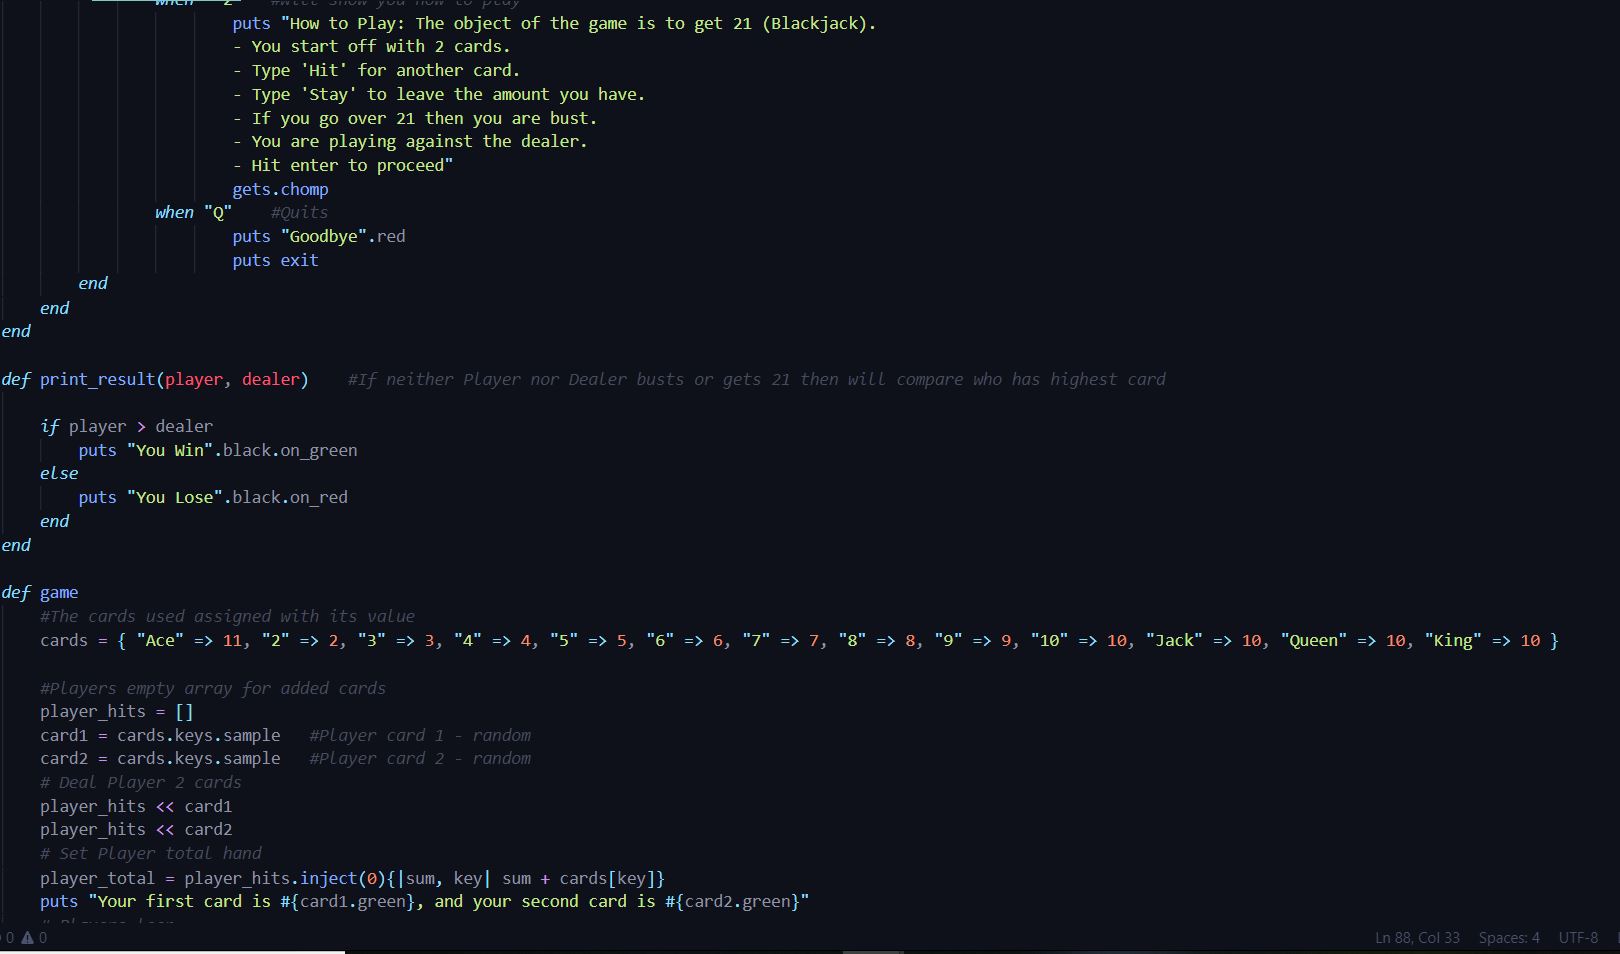 when "2" #Will show you how to play
puts "How to Play: The object of the game is to get 21 (Blackjack).
- You start off with 2 cards.
- Type 'Hit' for another card.
- Type 'Stay' to leave the amount you have.
- If you go over 21 then you are bust.
- You are playing against the dealer.
- Hit enter to proceed"
gets.chomp
when "Q" #Quits
puts "Goodbye".red
puts exit
end
end
end
def print_result(player, dealer) #If neither Player nor Dealer busts or gets 21 then will compare who has highest card
if player > dealer
puts "You Win".black.on_green
else
puts "You Lose".black.on_red
end
end
def game
#The cards used assigned with its value
cards = { "Ace" => 11, "2" => 2, "3" => 3, "4" => 4, "5" => 5, "6" => 6, "7" => 7, "8" => 8, "9" => 9, "10" => 10, "Jack" => 10, "Queen" => 10, "King" => 10 }
#Players empty array for added cards
player_hits = []
card1 = cards.keys.sample #Player card 1 - random
card2 = cards.keys.sample #Player card 2 - random
# Deal Player 2 cards
player_hits << card1
player_hits << card2
# Set Player total hand
player_total = player_hits.inject(0){|sum, key| sum + cards[key]}
puts "Your first card is #{card1.green}, and your second card is #{card2.green}"
0 0 Ln 88, Col 33 Spaces: 4 UTF-8